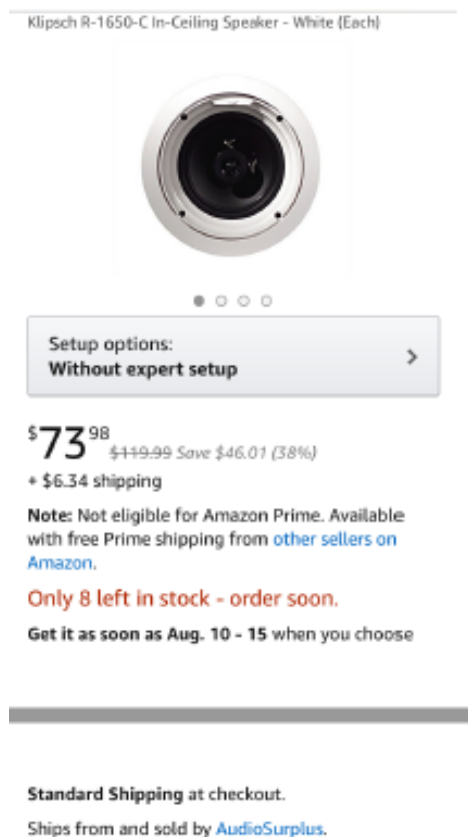 Klipsch R-1650-C In-Ceiling Speaker - White (Each)
Setup options:
Without expert setup
$73 98 $119.99 Save $46.01 (38%)
+ $6.34 shipping
Note: Not eligible for Amazon Prime. Available
with free Prime shipping from other sellers on
Amazon.
Only 8 left in stock - order soon.
Get it as soon as Aug. 10 - 15 when you choose
Standard Shipping at checkout.
Ships from and sold by AudioSurplus.